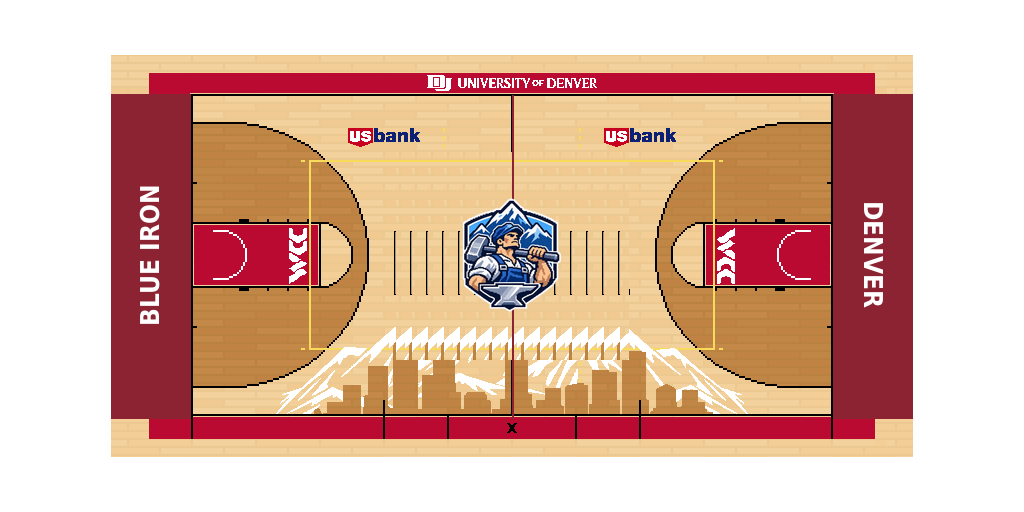 DU UNIVERSITY OF DENVER
usbank
usbank
BLUE IRON
WCC
WCC
DENVER
X